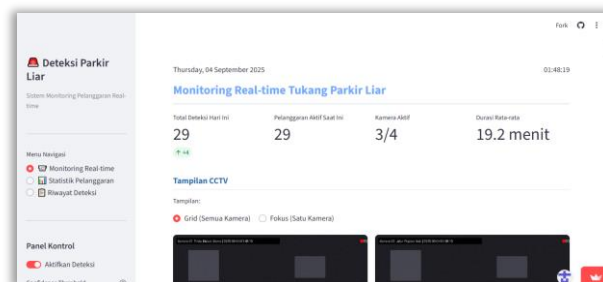 Fork
Deteksi Parkir
Liar
Sistem Monitoring Pelanggaran Real-
time
Menu Navigasi
Monitoring Real-time
Statistik Pelanggaran
Riwayat Deteksi
Panel Kontrol
Aktifkan Deteksi
Thursday, 04 September 2025
01:48:19
Monitoring Real-time Tukang Parkir Liar
Total Deteksi Hari Ini
29
+4
Pelanggaran Aktif Saat Ini
29
Kamera Aktif
3/4
Durasi Rata-rata
19.2 menit
Tampilan CCTV
Tampilan:
Grid (Semua Kamera)
Fokus (Satu Kamera)